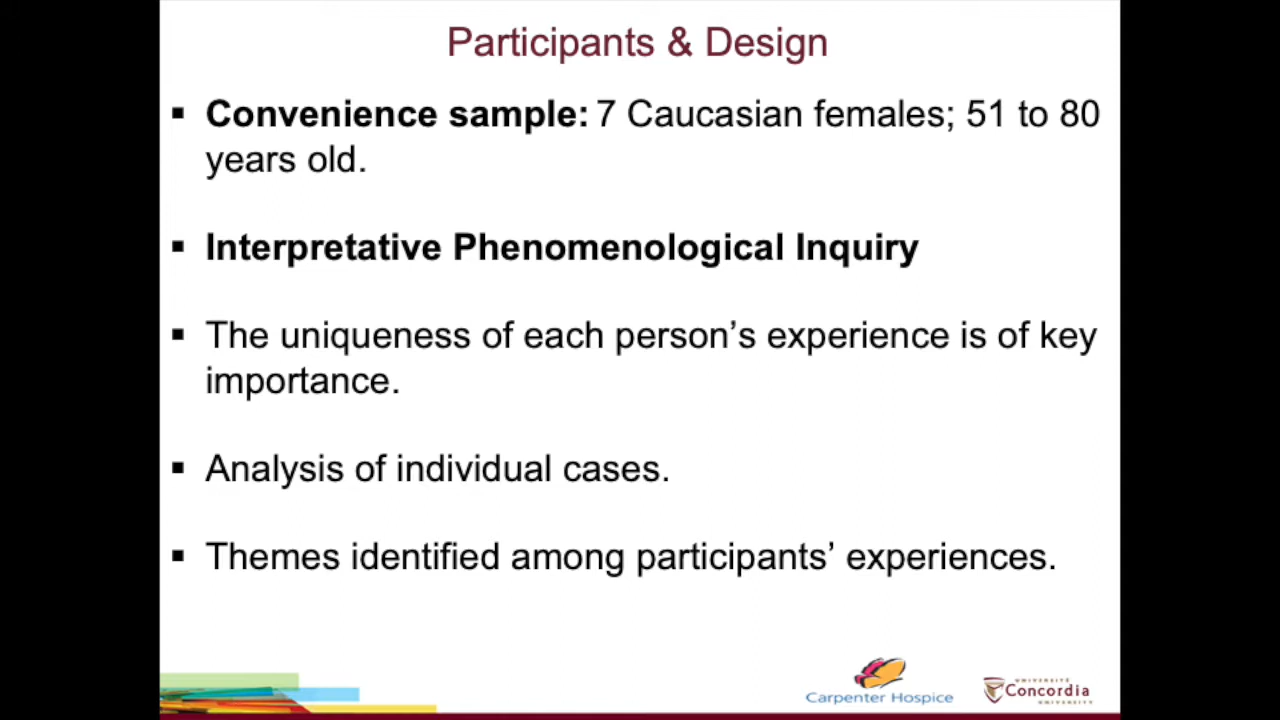 Participants & Design
▪ Convenience sample: 7 Caucasian females; 51 to 80
years old.
▪ Interpretative Phenomenological Inquiry
▪ The uniqueness of each person’s experience is of key
importance.
▪ Analysis of individual cases.
▪ Themes identified among participants’ experiences.
Carpenter Hospice
UNIVERSITÉ
Concordia
UNIVERSITY